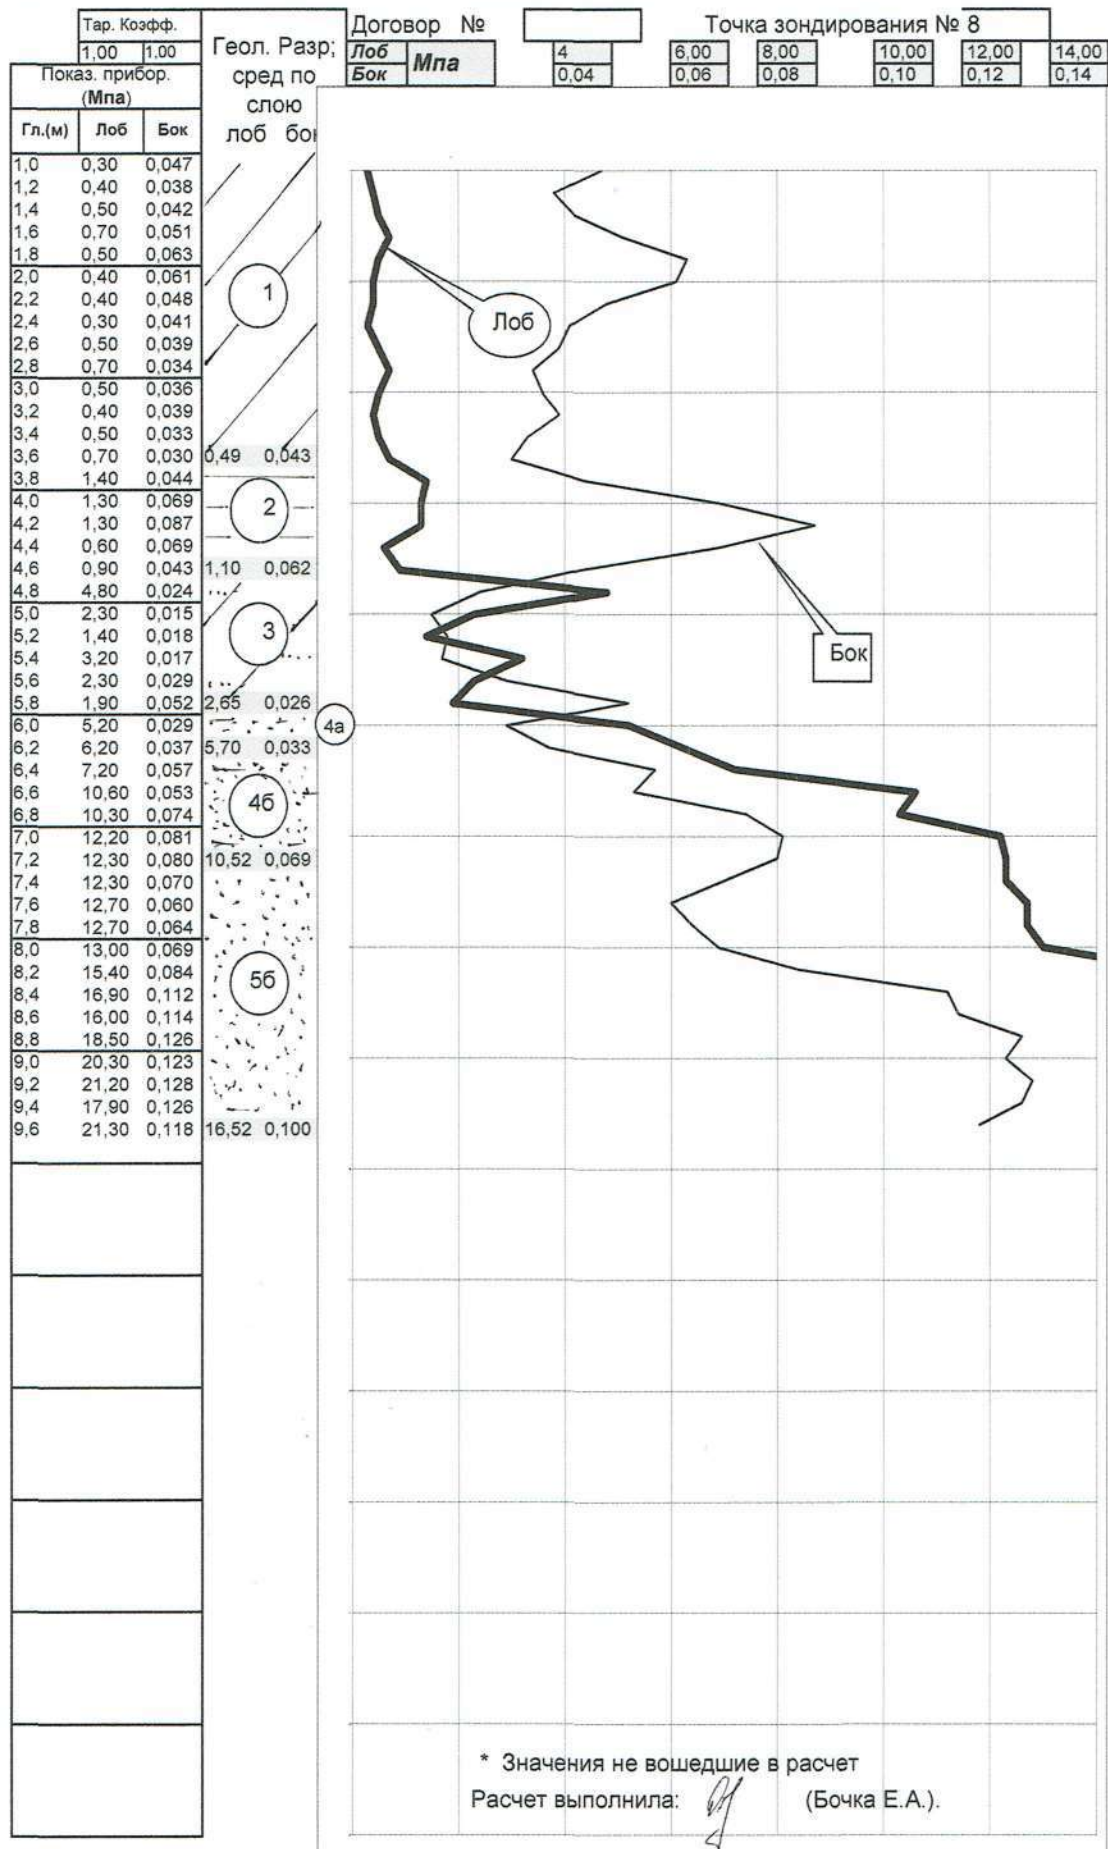 Тар. Коэфф.
Договор №
Точка зондирования № 8
1,00 1,00
Геол. Разр;
сред по
слою
лоб бок
Лоб
Бок
Мпа
4 6,00 8,00 10,00 12,00 14,00
0,04 0,06 0,08 0,10 0,12 0,14
Показ. прибор.
(Мпа)
Гл.(м) Лоб Бок
1,0 0,30 0,047
1,2 0,40 0,038
1,4 0,50 0,042
1,6 0,70 0,051
1,8 0,50 0,063
2,0 0,40 0,061
2,2 0,40 0,048
2,4 0,30 0,041
2,6 0,50 0,039
2,8 0,70 0,034
3,0 0,50 0,036
3,2 0,40 0,039
3,4 0,50 0,033
3,6 0,70 0,030 0,49 0,043
3,8 1,40 0,044
4,0 1,30 0,069
4,2 1,30 0,087
4,4 0,60 0,069
4,6 0,90 0,043 1,10 0,062
4,8 4,80 0,024
5,0 2,30 0,015
5,2 1,40 0,018
5,4 3,20 0,017
5,6 2,30 0,029
5,8 1,90 0,052 2,65 0,026
6,0 5,20 0,029
6,2 6,20 0,037 5,70 0,033
6,4 7,20 0,057
6,6 10,60 0,053
6,8 10,30 0,074
7,0 12,20 0,081
7,2 12,30 0,080 10,52 0,069
7,4 12,30 0,070
7,6 12,70 0,060
7,8 12,70 0,064
8,0 13,00 0,069
8,2 15,40 0,084
8,4 16,90 0,112
8,6 16,00 0,114
8,8 18,50 0,126
9,0 20,30 0,123
9,2 21,20 0,128
9,4 17,90 0,126
9,6 21,30 0,118 16,52 0,100
1
2
3
4а
4б
5б
Лоб
Бок
* Значения не вошедшие в расчет
Расчет выполнила: (Бочка Е.А.).